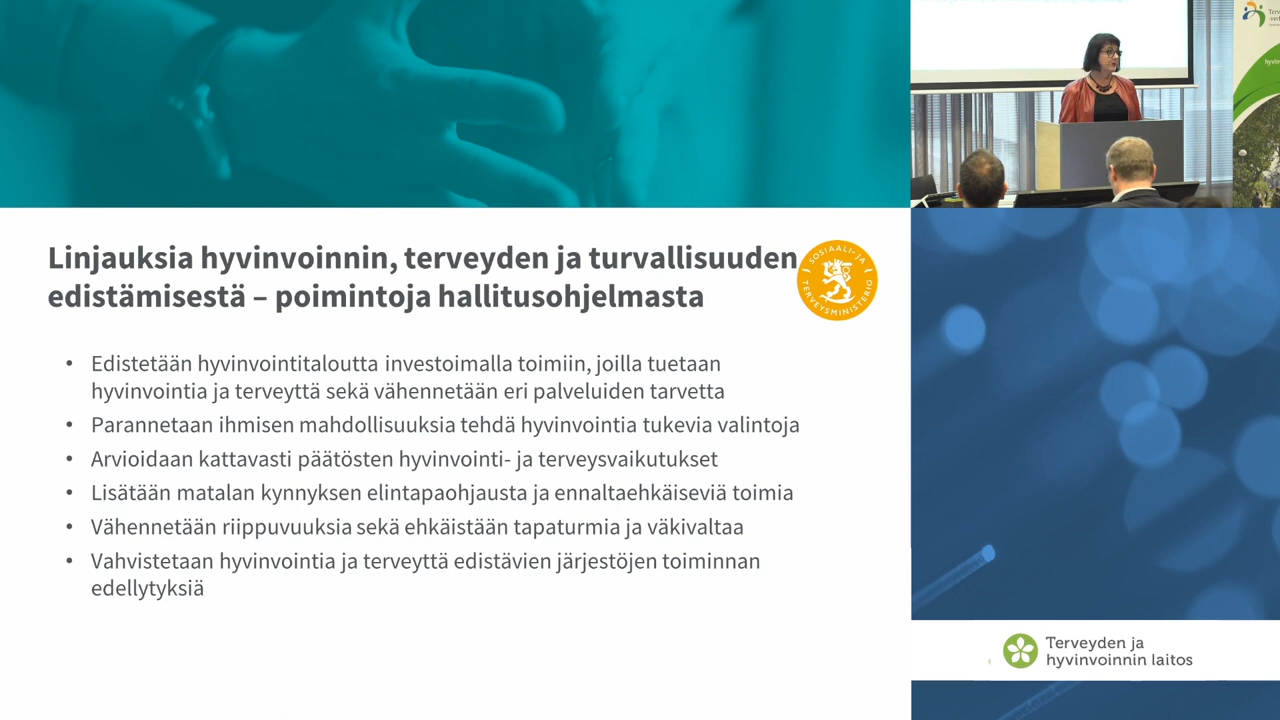 Linjauksia hyvinvoinnin, terveyden ja turvallisuuden
edistämisestä – poimintoja hallitusohjelmasta
SOSIAALI- JA
TERVEYSMINISTERIÖ
• Edistetään hyvinvointitaloutta investoimalla toimiin, joilla tuetaan
hyvinvointia ja terveyttä sekä vähennetään eri palveluiden tarvetta
• Parannetaan ihmisen mahdollisuuksia tehdä hyvinvointia tukevia valintoja
• Arvioidaan kattavasti päätösten hyvinvointi- ja terveysvaikutukset
• Lisätään matalan kynnyksen elintapaohjausta ja ennaltaehkäiseviä toimia
• Vähennetään riippuvuuksia sekä ehkäistään tapaturmia ja väkivaltaa
• Vahvistetaan hyvinvointia ja terveyttä edistävien järjestöjen toiminnan
edellytyksiä
Terveyden ja
hyvinvoinnin laitos